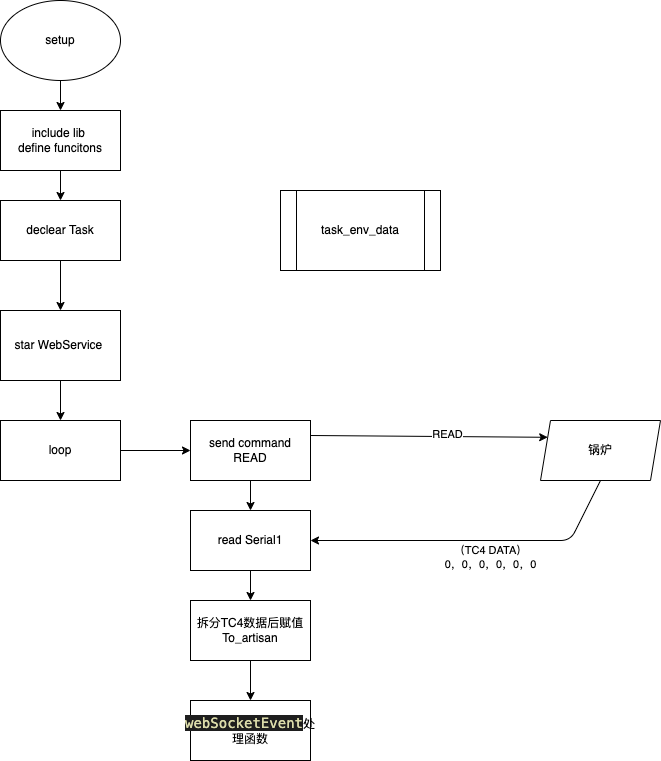 setup
include lib
define funcitons
declear Task
task_env_data
star WebService
loop
send command
READ
READ
锅炉
read Serial1
(TC4 DATA)
0，0，0，0，0，0
拆分TC4数据后赋值
To_artisan
webSocketEvent处
理函数